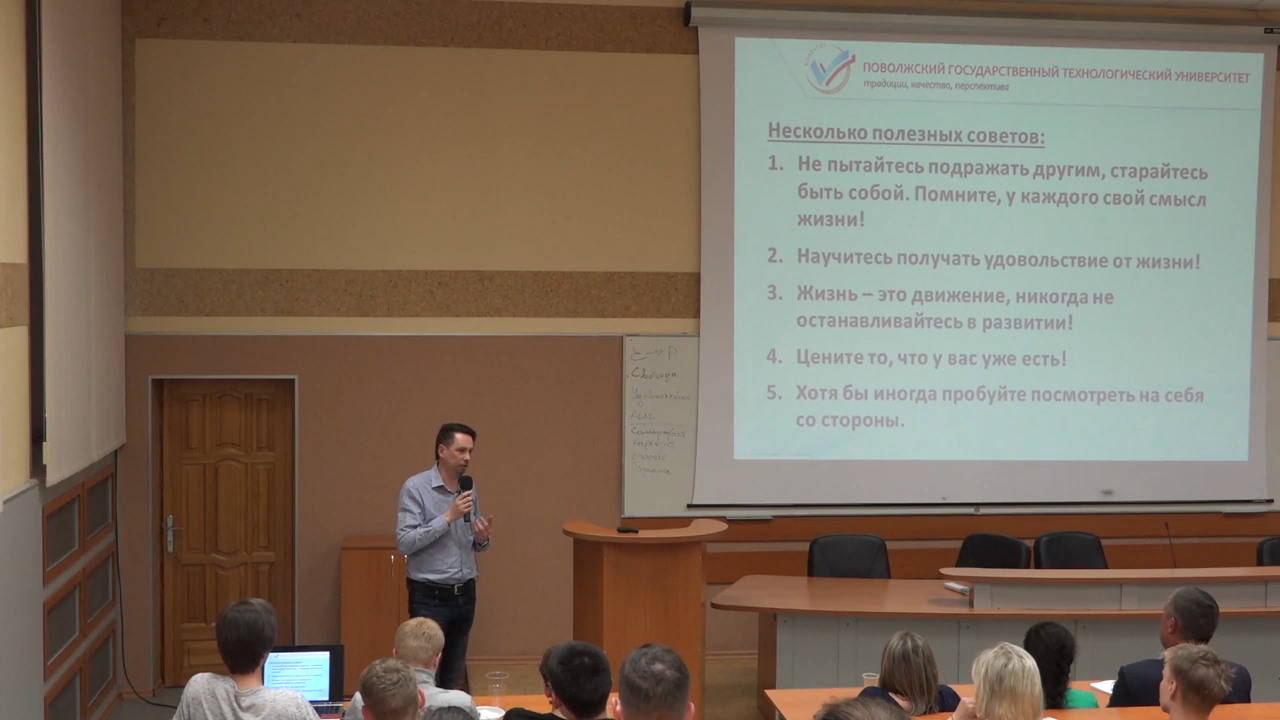 ПОВОЛЖСКИЙ ГОСУДАРСТВЕННЫЙ ТЕХНОЛОГИЧЕСКИЙ УНИВЕРСИТЕТ
традиции, качество, перспектива
Несколько полезных советов:
1. Не пытайтесь подражать другим, старайтесь
быть собой. Помните, у каждого свой смысл
жизни!
2. Научитесь получать удовольствие от жизни!
3. Жизнь – это движение, никогда не
останавливайтесь в развитии!
4. Цените то, что у вас уже есть!
5. Хотя бы иногда пробуйте посмотреть на себя
со стороны.
Свобода